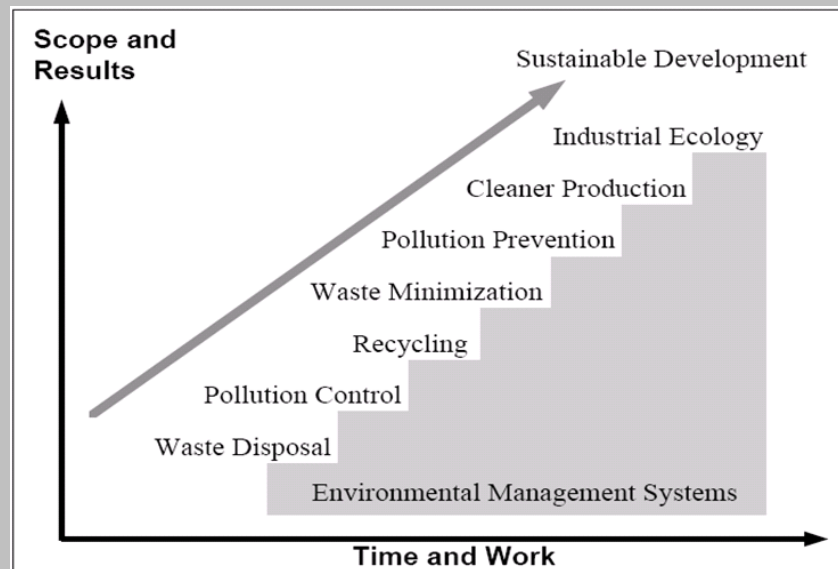 Scope and
Results
Sustainable Development
Industrial Ecology
Cleaner Production
Pollution Prevention
Waste Minimization
Recycling
Pollution Control
Waste Disposal
Environmental Management Systems
Time and Work